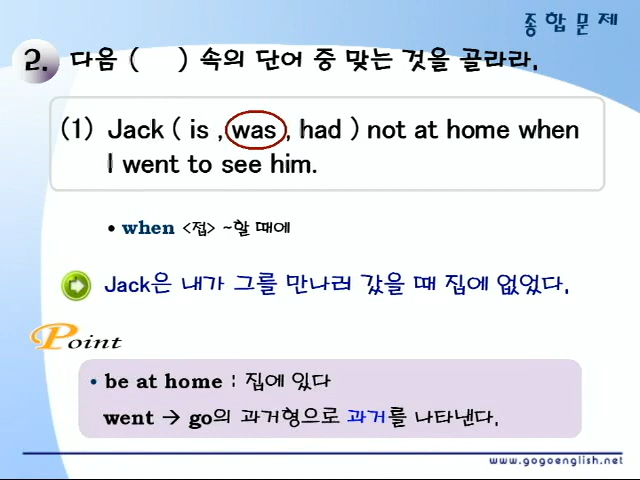 종합문제
2. 다음 (    ) 속의 단어 중 맞는 것을 골라라.
(1) Jack ( is , was , had ) not at home when
I went to see him.
• when <접> ~할 때에
Jack은 내가 그를 만나러 갔을 때 집에 없었다.
Point
• be at home : 집에 있다
went → go의 과거형으로 과거를 나타낸다.
www.gogoenglish.net